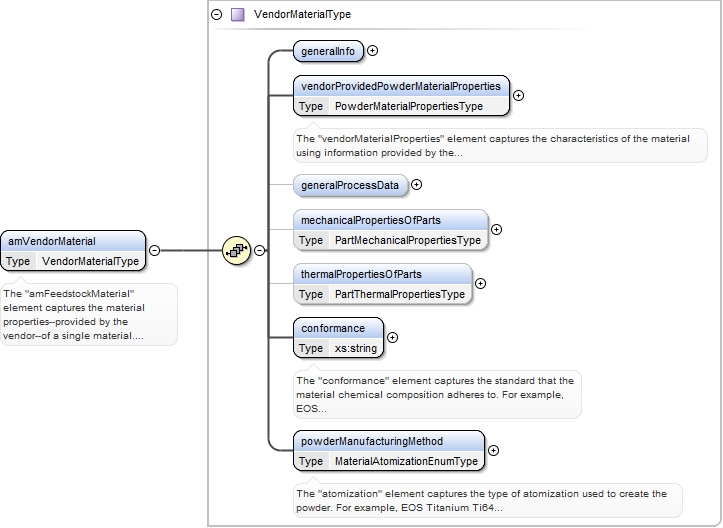 VendorMaterialType
generalInfo
vendorProvidedPowderMaterialProperties
Type PowderMaterialPropertiesType
The "vendorMaterialProperties" element captures the characteristics of the material
using information provided by the...
generalProcessData
mechanicalPropertiesOfParts
Type PartMechanicalPropertiesType
amVendorMaterial
Type VendorMaterialType
The "amFeedstockMaterial"
element captures the material
properties--provided by the
vendor--of a single material....
thermalPropertiesOfParts
Type PartThermalPropertiesType
conformance
Type xs:string
The "conformance" element captures the standard that the
material chemical composition adheres to. For example,
EOS...
powderManufacturingMethod
Type MaterialAtomizationEnumType
The "atomization" element captures the type of atomization used to create the
powder. For example, EOS Titanium Ti64...